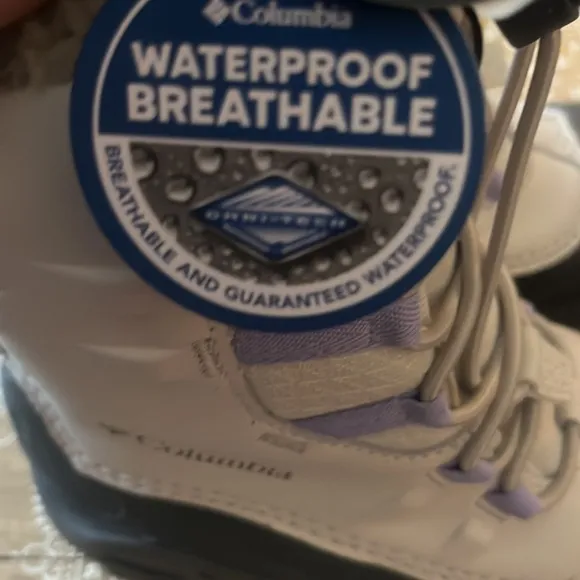 Columbia
WATERPROOF
BREATHABLE
OMNI-TECH
BREATHABLE AND GUARANTEED WATERPROOF.
Columbia